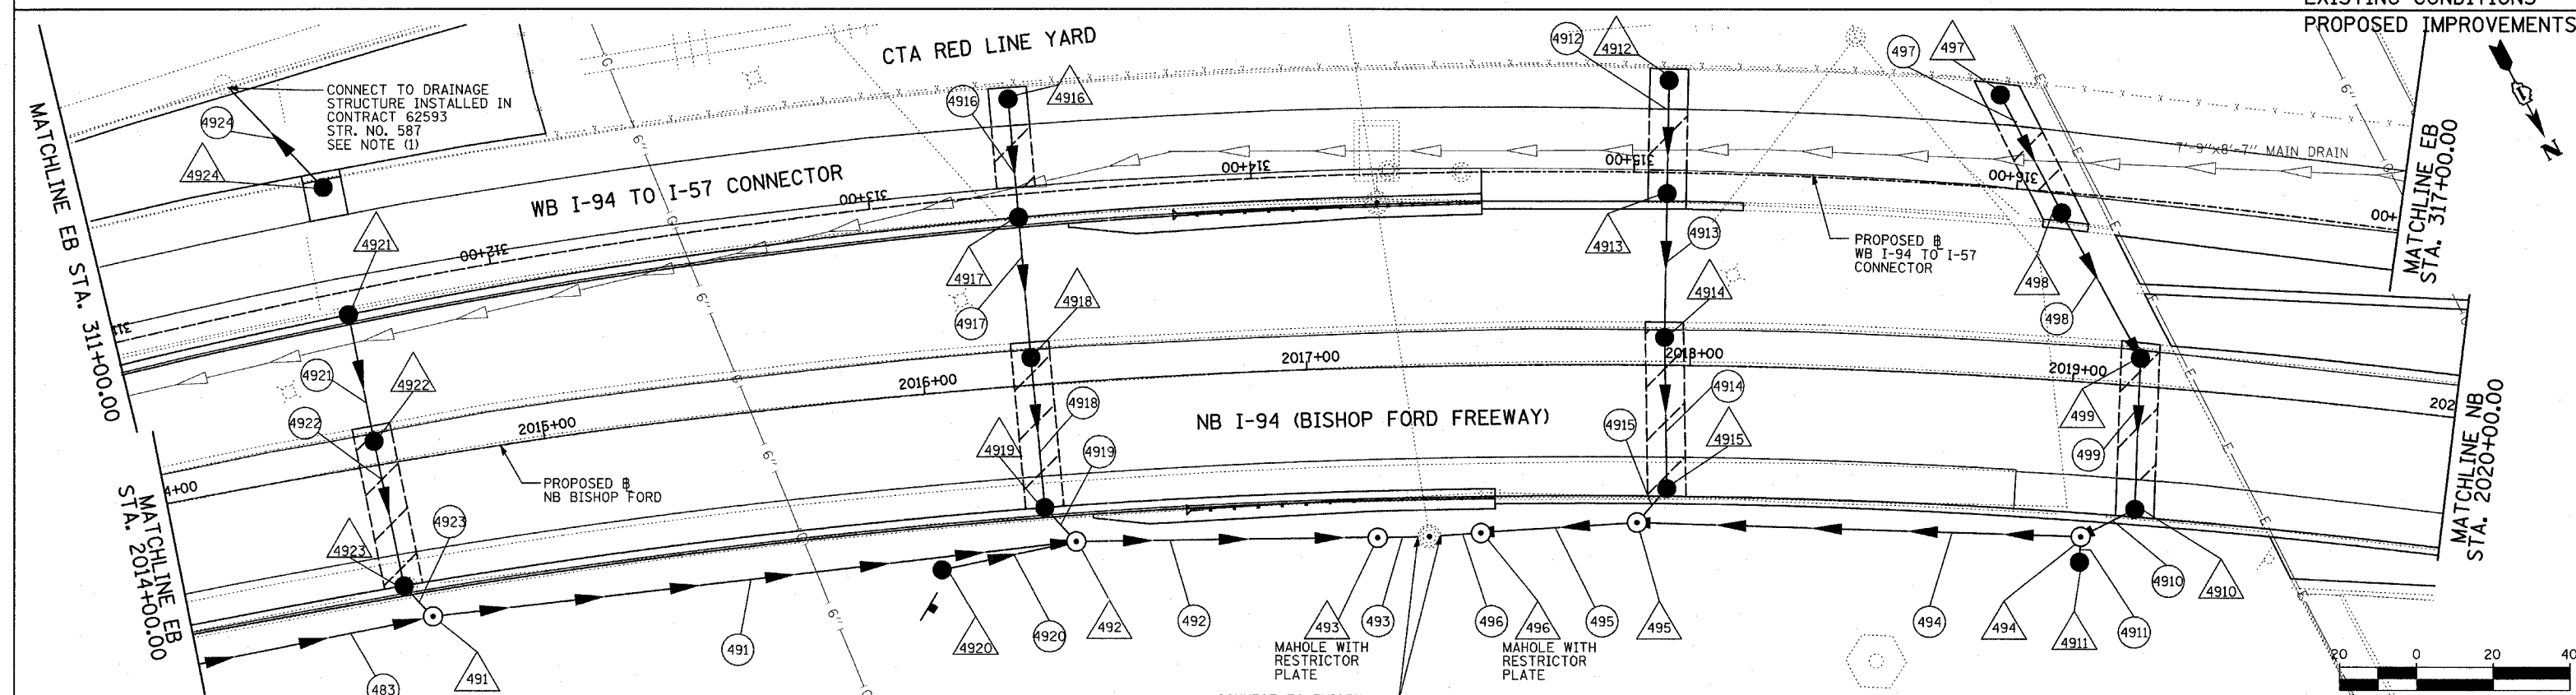 PROPOSED IMPROVEMENTS
CTA RED LINE YARD
CONNECT TO DRAINAGE
STRUCTURE INSTALLED IN
CONTRACT 62593
STR. NO. 587
SEE NOTE (1)
4924
4924
4916
4916
4912
4912
497
497
6"
N
MATCHLINE EB STA. 311+00.00
WB I-94 TO I-57 CONNECTOR
312+00
313+00
314+00
315+00
316+00
7'-9"x8'-7" MAIN DRAIN
MATCHLINE EB
STA. 317+00.00
4921
4917
4917
4918
4913
4913
4914
PROPOSED B
WB I-94 TO I-57
CONNECTOR
498
498
4921
4922
4922
2015+00
2016+00
2017+00
2018+00
2019+00
NB I-94 (BISHOP FORD FREEWAY)
4918
4919
4919
4914
4915
4915
499
499
MATCHLINE NB
STA. 2020+00.00
4+00
PROPOSED B
NB BISHOP FORD
MATCHLINE EB
STA. 2014+00.00
4923
4923
483
491
491
4920
4920
492
492
493
493
496
496
495
495
494
494
4911
4911
4910
4910
MAHOLE WITH
RESTRICTOR
PLATE
MAHOLE WITH
RESTRICTOR
PLATE
20 0 20 40